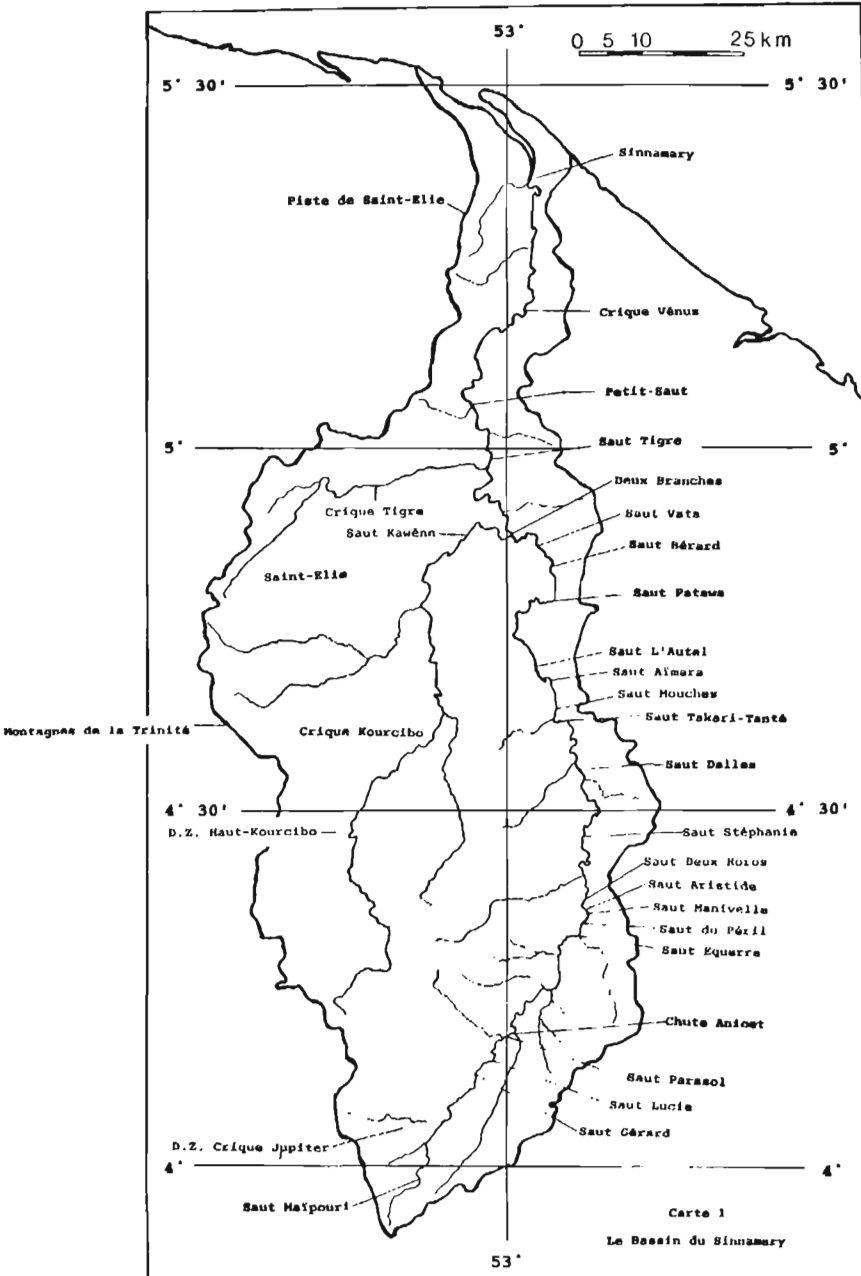 53°
0 5 10 25 km
5° 30' 5° 30'
Sinnamary
Piste de Saint-Elie
Crique Vénus
Petit-Saut
Saut Tigre
5° 5°
Deux Branches
Crique Tigre
Saut Vata
Saut Kawênn
Saut Bérard
Saint-Elie
Saut Patawa
Saut L'Autel
Saut Aïmara
Saut Mouches
Saut Takari-Tanté
Montagnes de la Trinité
Crique Kourcibo
Saut Dalles
4° 30' 4° 30'
D.Z. Haut-Kourcibo
Saut Stéphanie
Saut Deux Roros
Saut Aristide
Saut Manivelle
Saut du Péril
Saut Equerre
Chute Anicet
Saut Parasol
Saut Lucie
Saut Gérard
D.Z. Crique Jupiter
4° 4°
Saut Maïpouri
Carte 1
Le Bassin du Sinnamary
53°